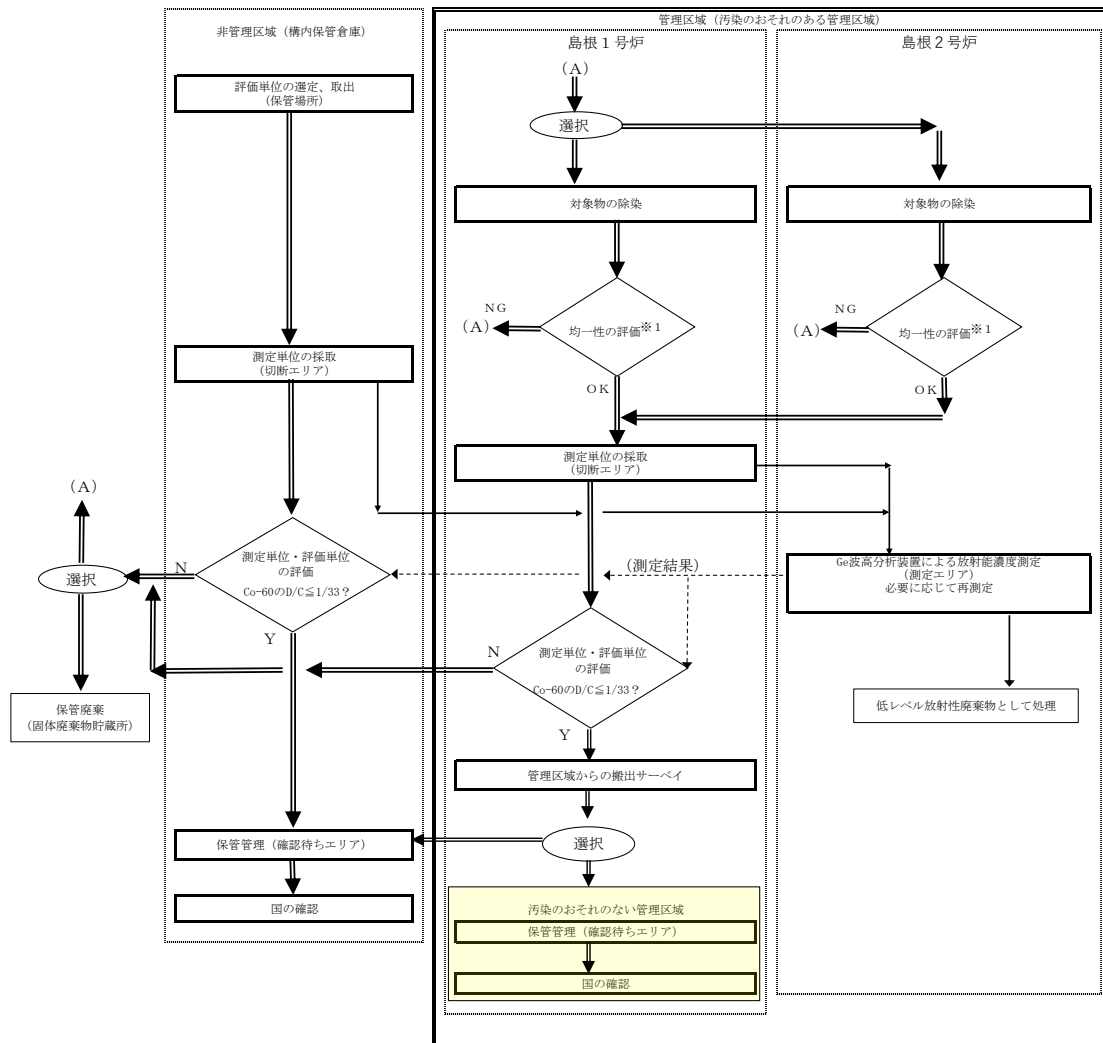 管理区域（汚染のおそれのある管理区域）
非管理区域（構内保管倉庫）
評価単位の選定、取出
（保管場所）
測定単位の採取
（切断エリア）
（A）
選択
N
測定単位・評価単位
の評価
Co-60のD/C≦1/33？
Y
保管廃棄
（固体廃棄物貯蔵所）
保管管理（確認待ちエリア）
国の確認
島根１号炉
（A）
選択
対象物の除染
NG
（A）
均一性の評価※１
OK
測定単位の採取
（切断エリア）
（測定結果）
N
測定単位・評価単位
の評価
Co-60のD/C≦1/33？
Y
管理区域からの搬出サーベイ
選択
汚染のおそれのない管理区域
保管管理（確認待ちエリア）
国の確認
島根２号炉
対象物の除染
NG
（A）
均一性の評価※１
OK
Ge波高分析装置による放射能濃度測定
（測定エリア）
必要に応じて再測定
低レベル放射性廃棄物として処理